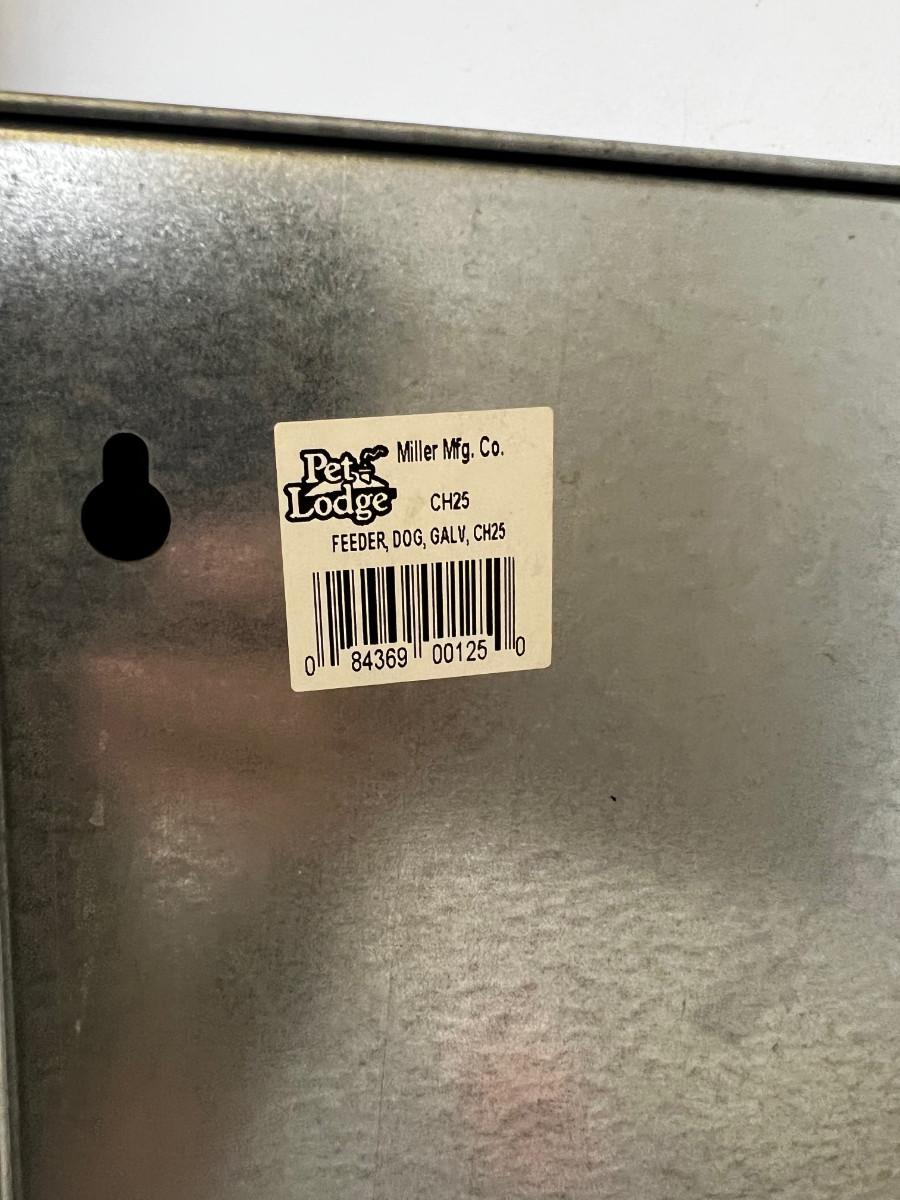 Pet
Lodge
Miller Mfg. Co.
CH25
FEEDER, DOG, GALV, CH25
0 84369 00125 0